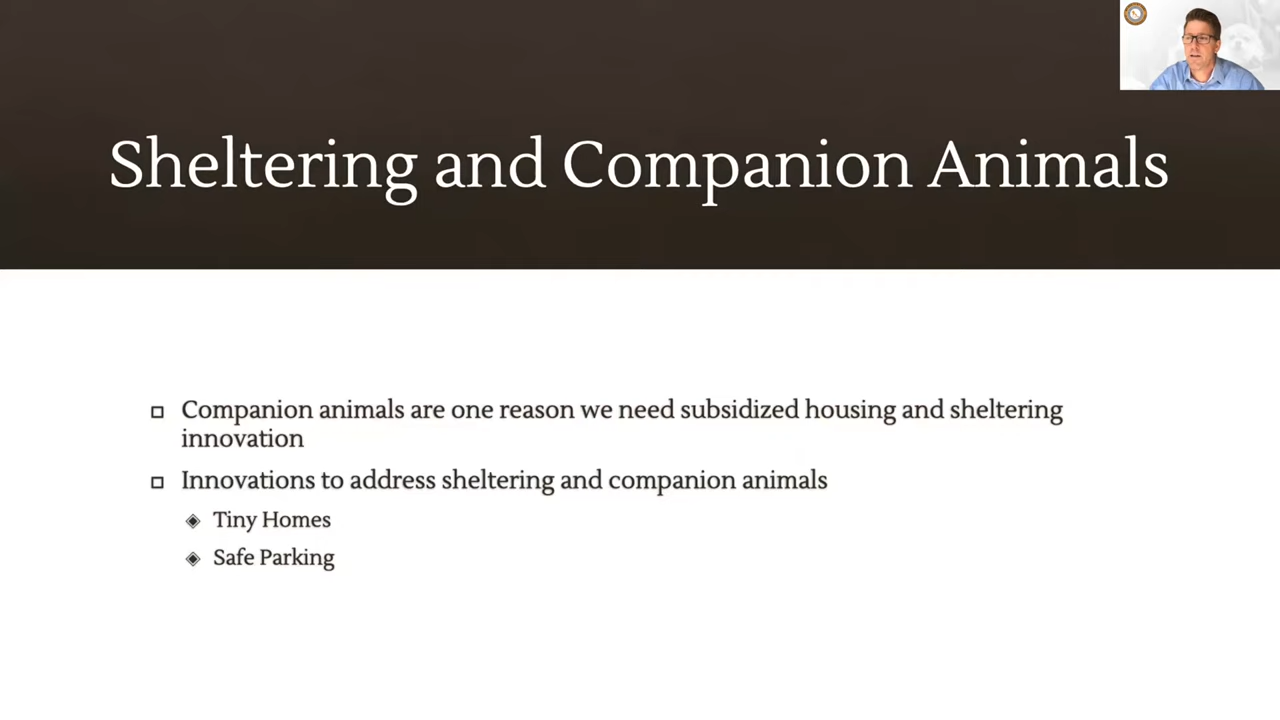 Sheltering and Companion Animals
Companion animals are one reason we need subsidized housing and sheltering
innovation
Innovations to address sheltering and companion animals
Tiny Homes
Safe Parking